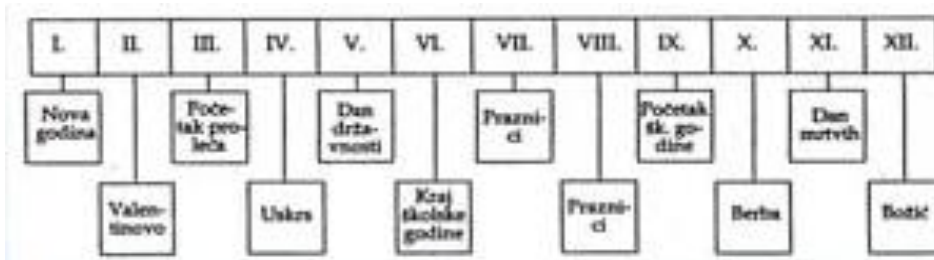 I. II. III. IV. V. VI. VII. VIII. IX. X. XI. XII.
Nova
godina
Poče-
tak pro-
leća
Dan
drža-
vnosti
Prazni-
ci
Početak
šk. go-
dine
Dan
mrtvih
Valen-
tinovo
Uskrs
Kraj
školske
godine
Prazni-
ci
Berba
Božić